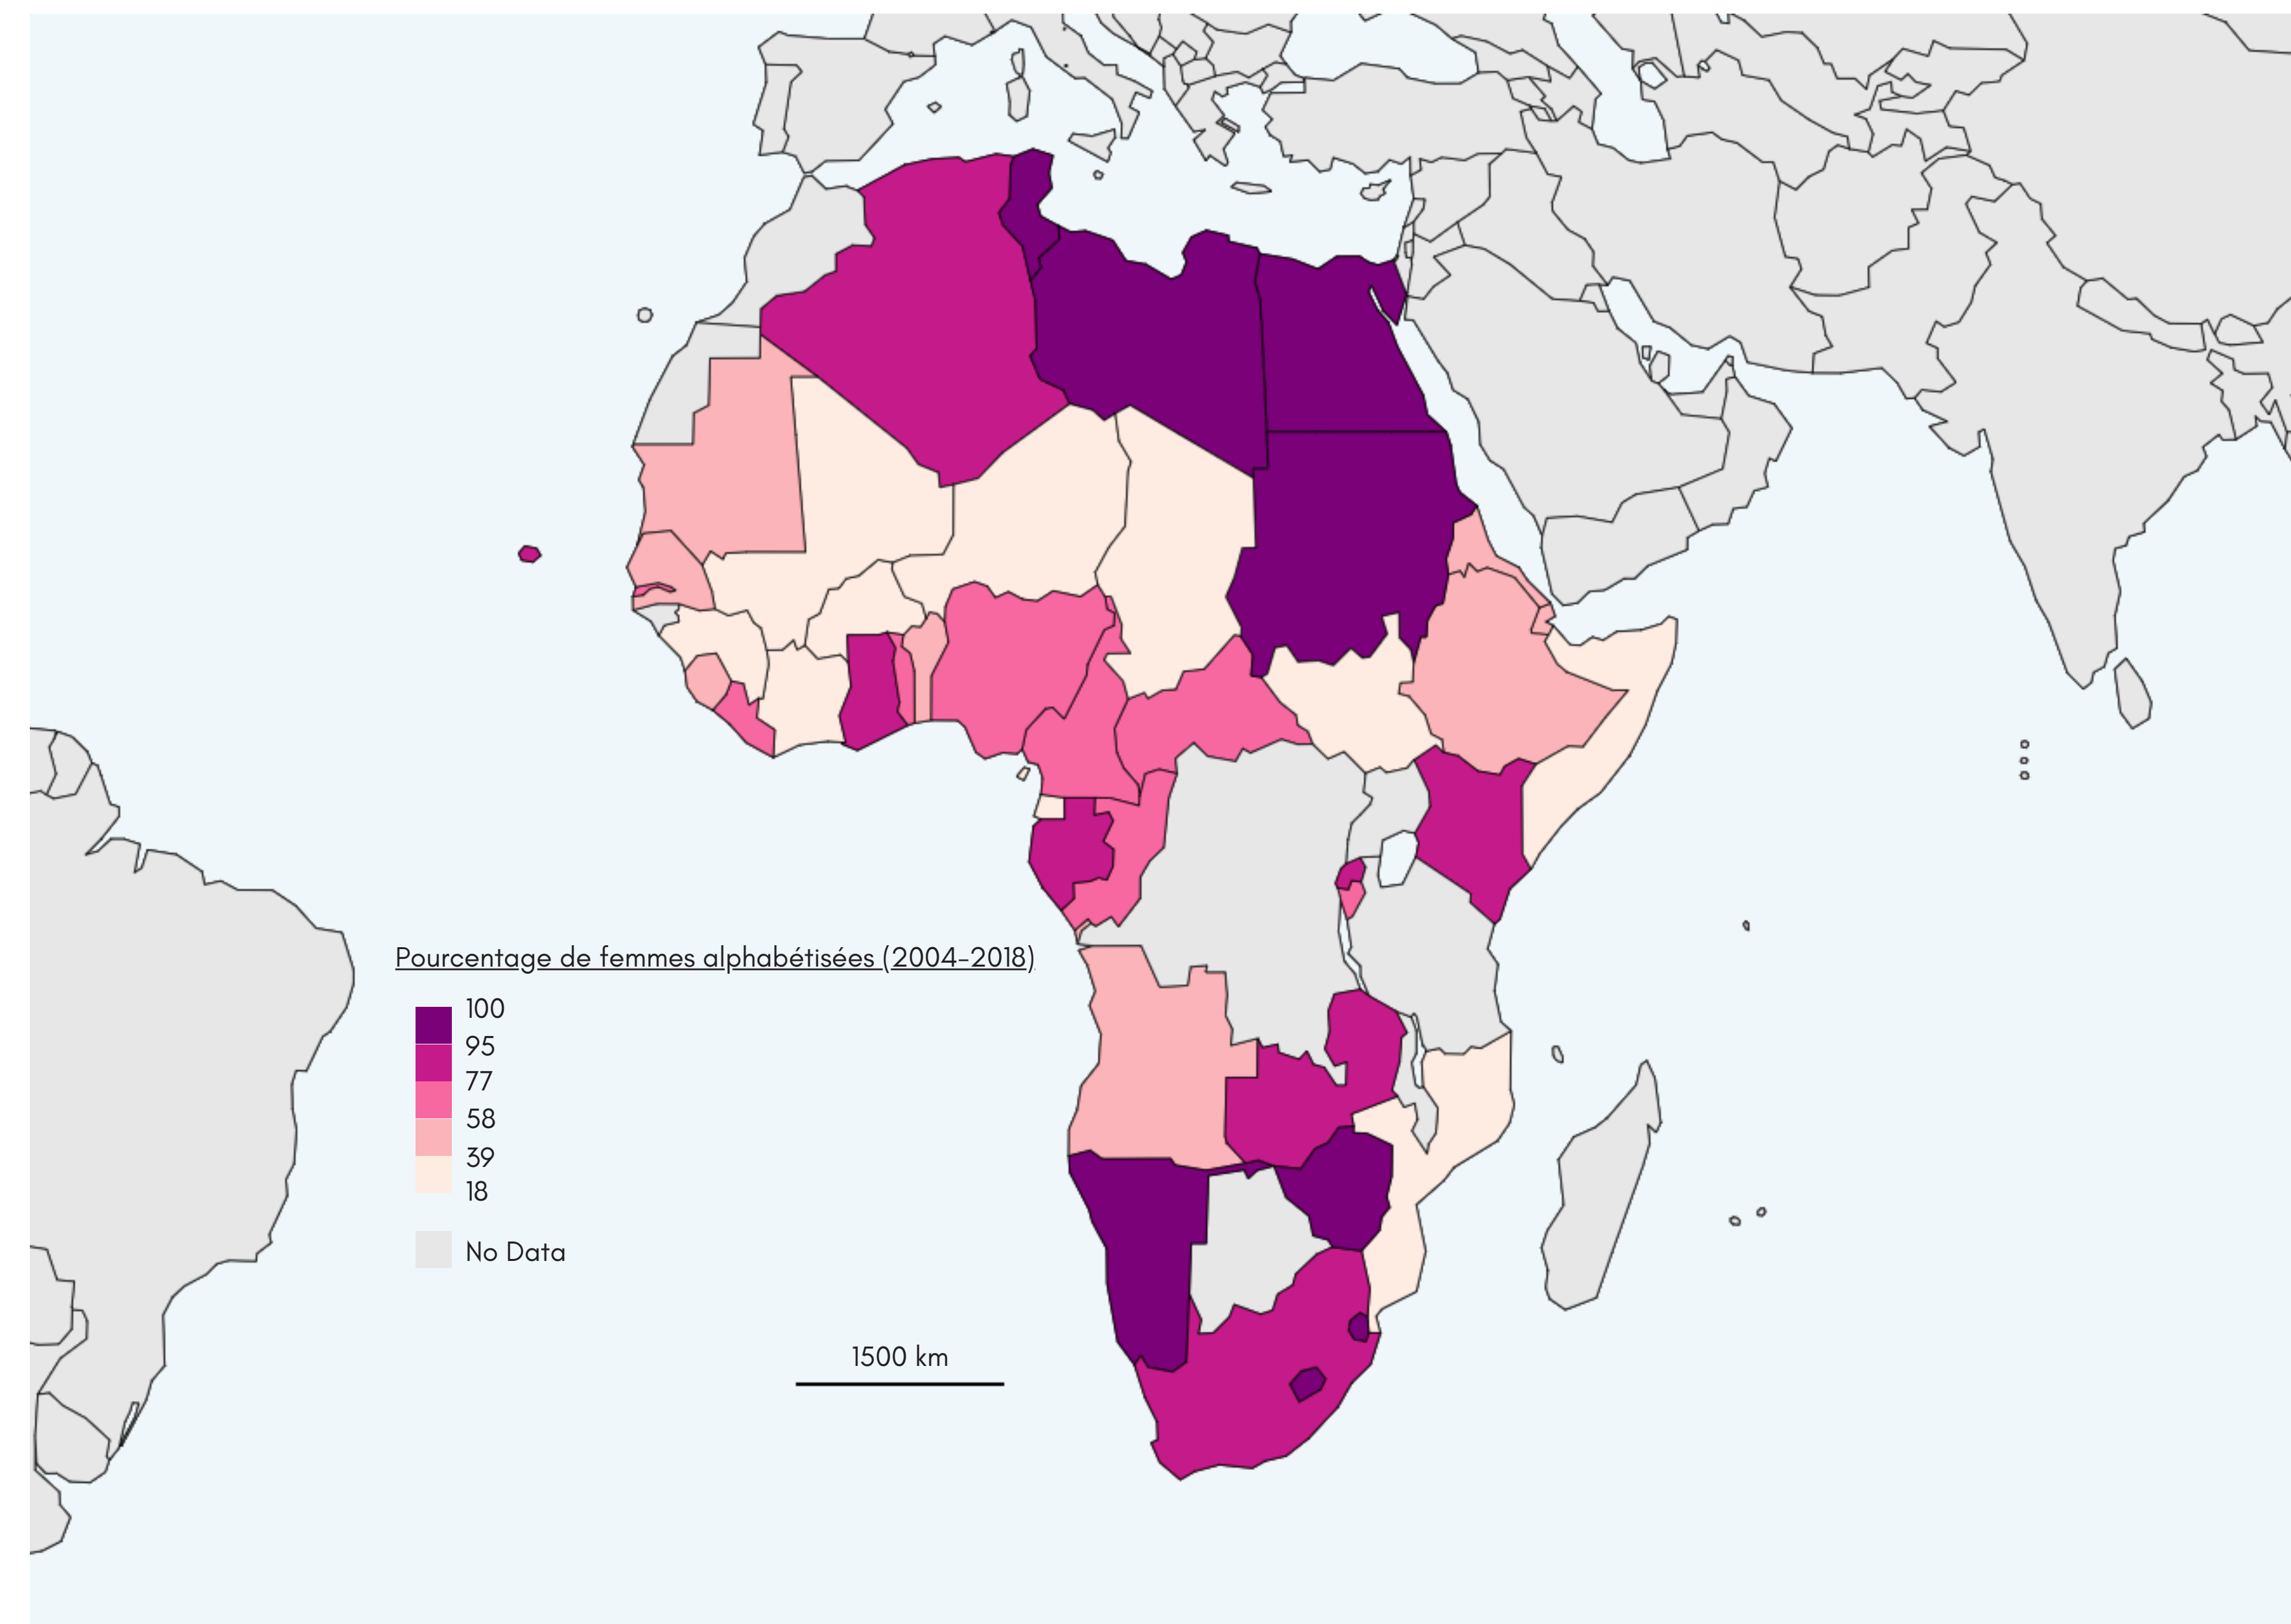 Pourcentage de femmes alphabétisées (2004-2018)
100
95
77
58
39
18
No Data
1500 km